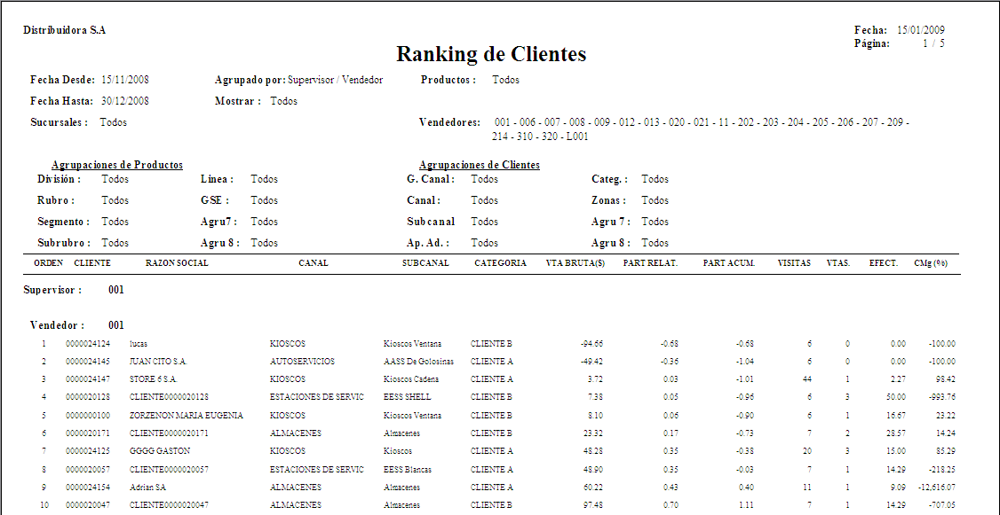 Distribuidora S.A Fecha: 15/01/2009
Página: 1 / 5
Ranking de Clientes
Fecha Desde: 15/11/2008 Agrupado por: Supervisor / Vendedor Productos : Todos
Fecha Hasta: 30/12/2008 Mostrar : Todos
Sucursales : Todos Vendedores: 001 - 006 - 007 - 008 - 009 - 012 - 013 - 020 - 021 - 11 - 202 - 203 - 204 - 205 - 206 - 207 - 209 -
214 - 310 - 320 - L001
Agrupaciones de Productos Agrupaciones de Clientes
División : Todos Linea : Todos G. Canal : Todos Categ. : Todos
Rubro : Todos GSE : Todos Canal : Todos Zonas : Todos
Segmento : Todos Agru7 : Todos Subcanal Todos Agru 7 : Todos
Subrubro : Todos Agru 8 : Todos Ap. Ad. : Todos Agru 8 : Todos
ORDEN CLIENTE RAZON SOCIAL CANAL SUBCANAL CATEGORIA VTA BRUTA($) PART RELAT. PART ACUM. VISITAS VTAS. EFECT. CMg (%)
Supervisor : 001
Vendedor : 001
1 0000024124 lucas KIOSCOS Kioscos Ventana CLIENTE B -94.66 -0.68 -0.68 6 0 0.00 -100.00
2 0000024145 JUAN CITO S.A. AUTOSERVICIOS AASS De Golosinas CLIENTE A -49.42 -0.36 -1.04 6 0 0.00 -100.00
3 0000024147 STORE 6 S.A. KIOSCOS Kioscos Cadena CLIENTE A 3.72 0.03 -1.01 44 1 2.27 98.42
4 0000020128 CLIENTE0000020128 ESTACIONES DE SERVIC EESS SHELL CLIENTE B 7.38 0.05 -0.96 6 3 50.00 -993.76
5 0000000100 ZORZENON MARIA EUGENIA KIOSCOS Kioscos Ventana CLIENTE B 8.10 0.06 -0.90 6 1 16.67 23.22
6 0000020171 CLIENTE0000020171 ALMACENES Almacenes CLIENTE B 23.32 0.17 -0.73 7 2 28.57 14.24
7 0000024125 GGGG GASTON KIOSCOS Kioscos CLIENTE A 48.28 0.35 -0.38 20 3 15.00 85.29
8 0000020057 CLIENTE0000020057 ESTACIONES DE SERVIC EESS Blancas CLIENTE A 48.90 0.35 -0.03 7 1 14.29 -218.25
9 0000024154 Adrian SA ALMACENES Almacenes CLIENTE A 60.22 0.43 0.40 11 1 9.09 -12,616.07
10 0000020047 CLIENTE0000020047 ALMACENES Almacenes CLIENTE B 97.48 0.70 1.11 7 1 14.29 -707.05